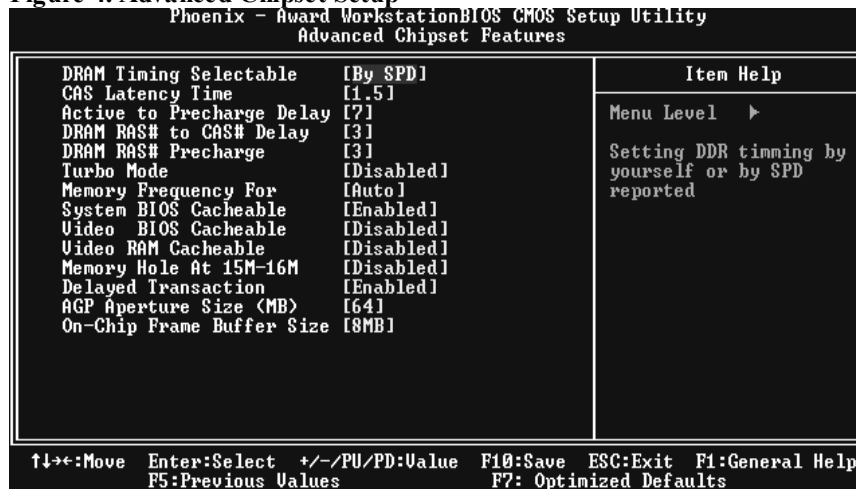 Figure 4. Advanced Chipset Setup
Phoenix - Award WorkstationBIOS CMOS Setup Utility
Advanced Chipset Features
DRAM Timing Selectable [By SPD]
CAS Latency Time [1.5]
Active to Precharge Delay [7]
DRAM RAS# to CAS# Delay [3]
DRAM RAS# Precharge [3]
Turbo Mode [Disabled]
Memory Frequency For [Auto]
System BIOS Cacheable [Enabled]
Video BIOS Cacheable [Disabled]
Video RAM Cacheable [Disabled]
Memory Hole At 15M-16M [Disabled]
Delayed Transaction [Enabled]
AGP Aperture Size (MB) [64]
On-Chip Frame Buffer Size [8MB]
Item Help
Menu Level ▶
Setting DDR timming by
yourself or by SPD
reported
↑↓→←:Move Enter:Select +/-/PU/PD:Value F10:Save ESC:Exit F1:General Help
F5:Previous Values F7: Optimized Defaults